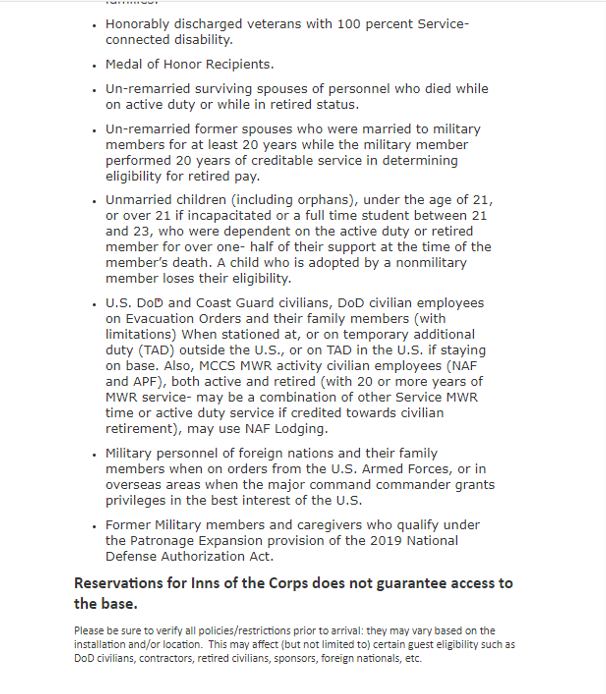 families.
• Honorably discharged veterans with 100 percent Service-
connected disability.
• Medal of Honor Recipients.
• Un-remarried surviving spouses of personnel who died while
on active duty or while in retired status.
• Un-remarried former spouses who were married to military
members for at least 20 years while the military member
performed 20 years of creditable service in determining
eligibility for retired pay.
• Unmarried children (including orphans), under the age of 21,
or over 21 if incapacitated or a full time student between 21
and 23, who were dependent on the active duty or retired
member for over one- half of their support at the time of the
member’s death. A child who is adopted by a nonmilitary
member loses their eligibility.
• U.S. DoD and Coast Guard civilians, DoD civilian employees
on Evacuation Orders and their family members (with
limitations) When stationed at, or on temporary additional
duty (TAD) outside the U.S., or on TAD in the U.S. if staying
on base. Also, MCCS MWR activity civilian employees (NAF
and APF), both active and retired (with 20 or more years of
MWR service- may be a combination of other Service MWR
time or active duty service if credited towards civilian
retirement), may use NAF Lodging.
• Military personnel of foreign nations and their family
members when on orders from the U.S. Armed Forces, or in
overseas areas when the major command commander grants
privileges in the best interest of the U.S.
• Former Military members and caregivers who qualify under
the Patronage Expansion provision of the 2019 National
Defense Authorization Act.
Reservations for Inns of the Corps does not guarantee access to
the base.
Please be sure to verify all policies/restrictions prior to arrival: they may vary based on the
installation and/or location.  This may affect (but not limited to) certain guest eligibility such as
DoD civilians, contractors, retired civilians, sponsors, foreign nationals, etc.